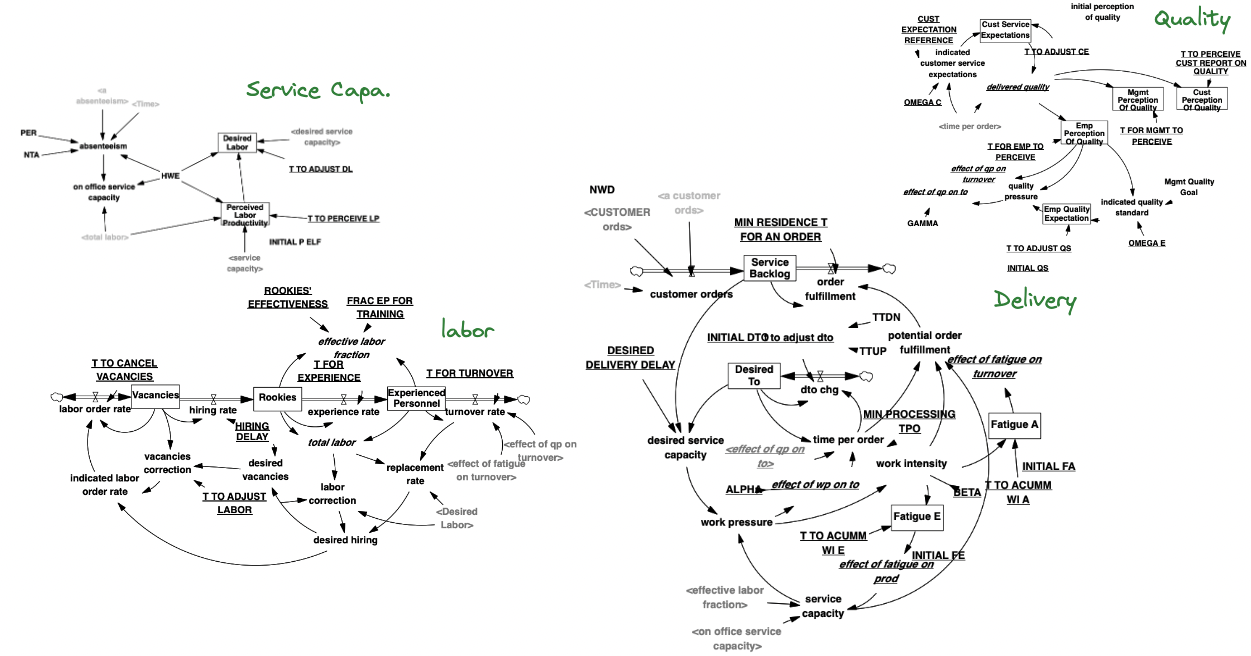 Service Capa.
<a
absenteeism>
<Time>
PER
NTA
absenteeism
Desired
Labor
<desired service
capacity>
HWE
T TO ADJUST DL
on office service
capacity
Perceived
Labor
Productivity
T TO PERCEIVE LP
<total labor>
INITIAL P ELF
<service
capacity>
labor
ROOKIES'
EFFECTIVENESS
FRAC EP FOR
TRAINING
effective labor
fraction
T TO CANCEL
VACANCIES
T FOR
EXPERIENCE
T FOR TURNOVER
Vacancies
Rookies
Experienced
Personnel
labor order rate
hiring rate
experience rate
turnover rate
HIRING
DELAY
total labor
<effect of qp on
turnover>
<effect of fatigue
on turnover>
vacancies
correction
desired
vacancies
replacement
rate
indicated labor
order rate
T TO ADJUST
LABOR
labor
correction
<Desired
Labor>
desired hiring
Quality
initial perception
of quality
CUST
EXPECTATION
REFERENCE
Cust Service
Expectations
T TO ADJUST CE
indicated
customer service
expectations
T TO PERCEIVE
CUST REPORT ON
QUALITY
delivered quality
OMEGA C
Mgmt
Perception
Of Quality
Cust
Perception
Of Quality
<time per order>
Emp
Perception
Of Quality
T FOR MGMT TO
PERCEIVE
T FOR EMP TO
PERCEIVE
effect of qp on
turnover
effect of qp on to
quality
pressure
Mgmt Quality
Goal
GAMMA
Emp Quality
Expectation
indicated quality
standard
T TO ADJUST QS
OMEGA E
INITIAL QS
Delivery
NWD
<CUSTOMER
ords>
<a customer
ords>
MIN RESIDENCE T
FOR AN ORDER
Service
Backlog
<Time>
customer orders
order
fulfillment
TTDN
INITIAL DTO
to adjust dto
TTUP
potential order
fulfillment
DESIRED
DELIVERY DELAY
effect of fatigue on
turnover
Desired
To
dto chg
MIN PROCESSING
TPO
Fatigue A
desired service
capacity
time per order
<effect of qp on
to>
work intensity
INITIAL FA
ALPHA
effect of wp on to
BETA
T TO ACUMM
WI A
work pressure
Fatigue E
T TO ACUMM
WI E
INITIAL FE
effect of fatigue on
prod
<effective labor
fraction>
service
capacity
<on office service
capacity>